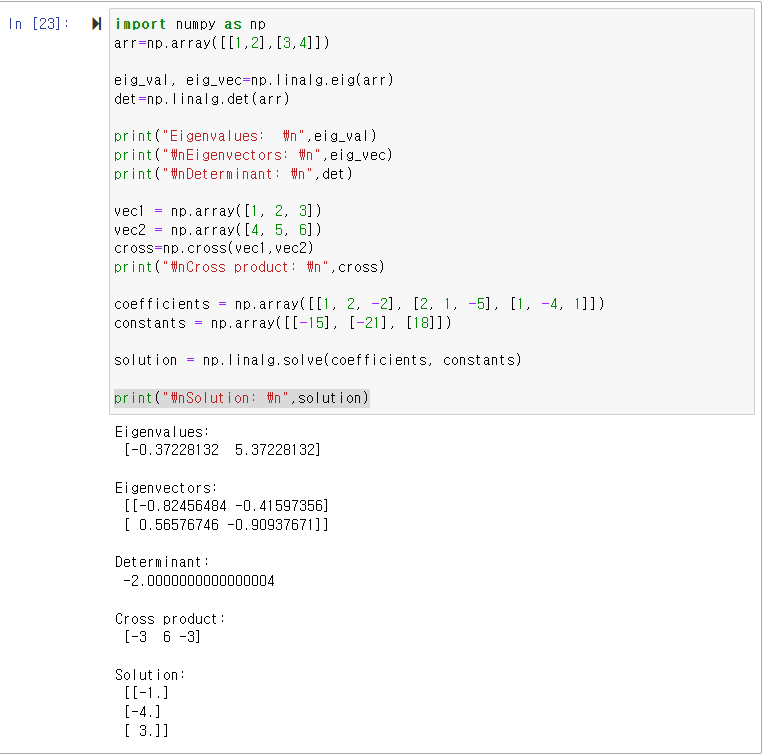 In [23]:
import numpy as np
arr=np.array([[1,2],[3,4]])
eig_val, eig_vec=np.linalg.eig(arr)
det=np.linalg.det(arr)
print("Eigenvalues:  ₩n",eig_val)
print("₩nEigenvectors: ₩n",eig_vec)
print("₩nDeterminant: ₩n",det)
vec1 = np.array([1, 2, 3])
vec2 = np.array([4, 5, 6])
cross=np.cross(vec1,vec2)
print("₩nCross product: ₩n",cross)
coefficients = np.array([[1, 2, -2], [2, 1, -5], [1, -4, 1]])
constants = np.array([[-15], [-21], [18]])
solution = np.linalg.solve(coefficients, constants)
print("₩nSolution: ₩n",solution)
Eigenvalues:
[-0.37228132  5.37228132]
Eigenvectors:
[[-0.82456484 -0.41597356]
[ 0.56576746 -0.90937671]]
Determinant:
-2.0000000000000004
Cross product:
[-3  6 -3]
Solution:
[[-1.]
[-4.]
[ 3.]]